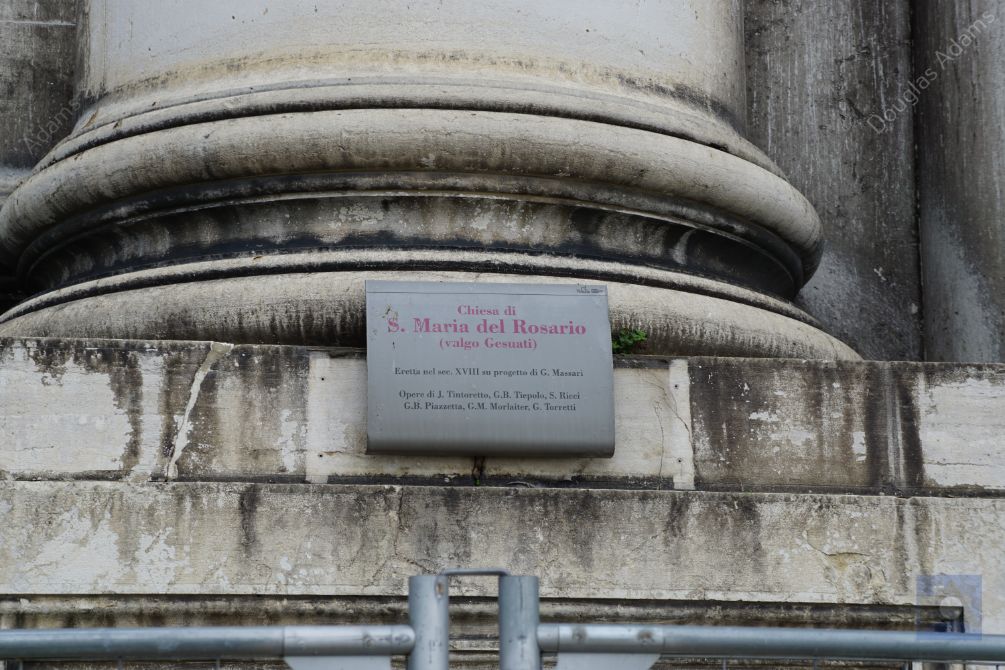 Chiesa di
S. Maria del Rosario
(valgo Gesuati)
Eretta nel sec. XVIII su progetto di G. Massari
Opere di J. Tintoretto, G.B. Tiepolo, S. Ricci
G.B. Piazzetta, G.M. Morlaiter, G. Torretti
Adams
Douglas Adams